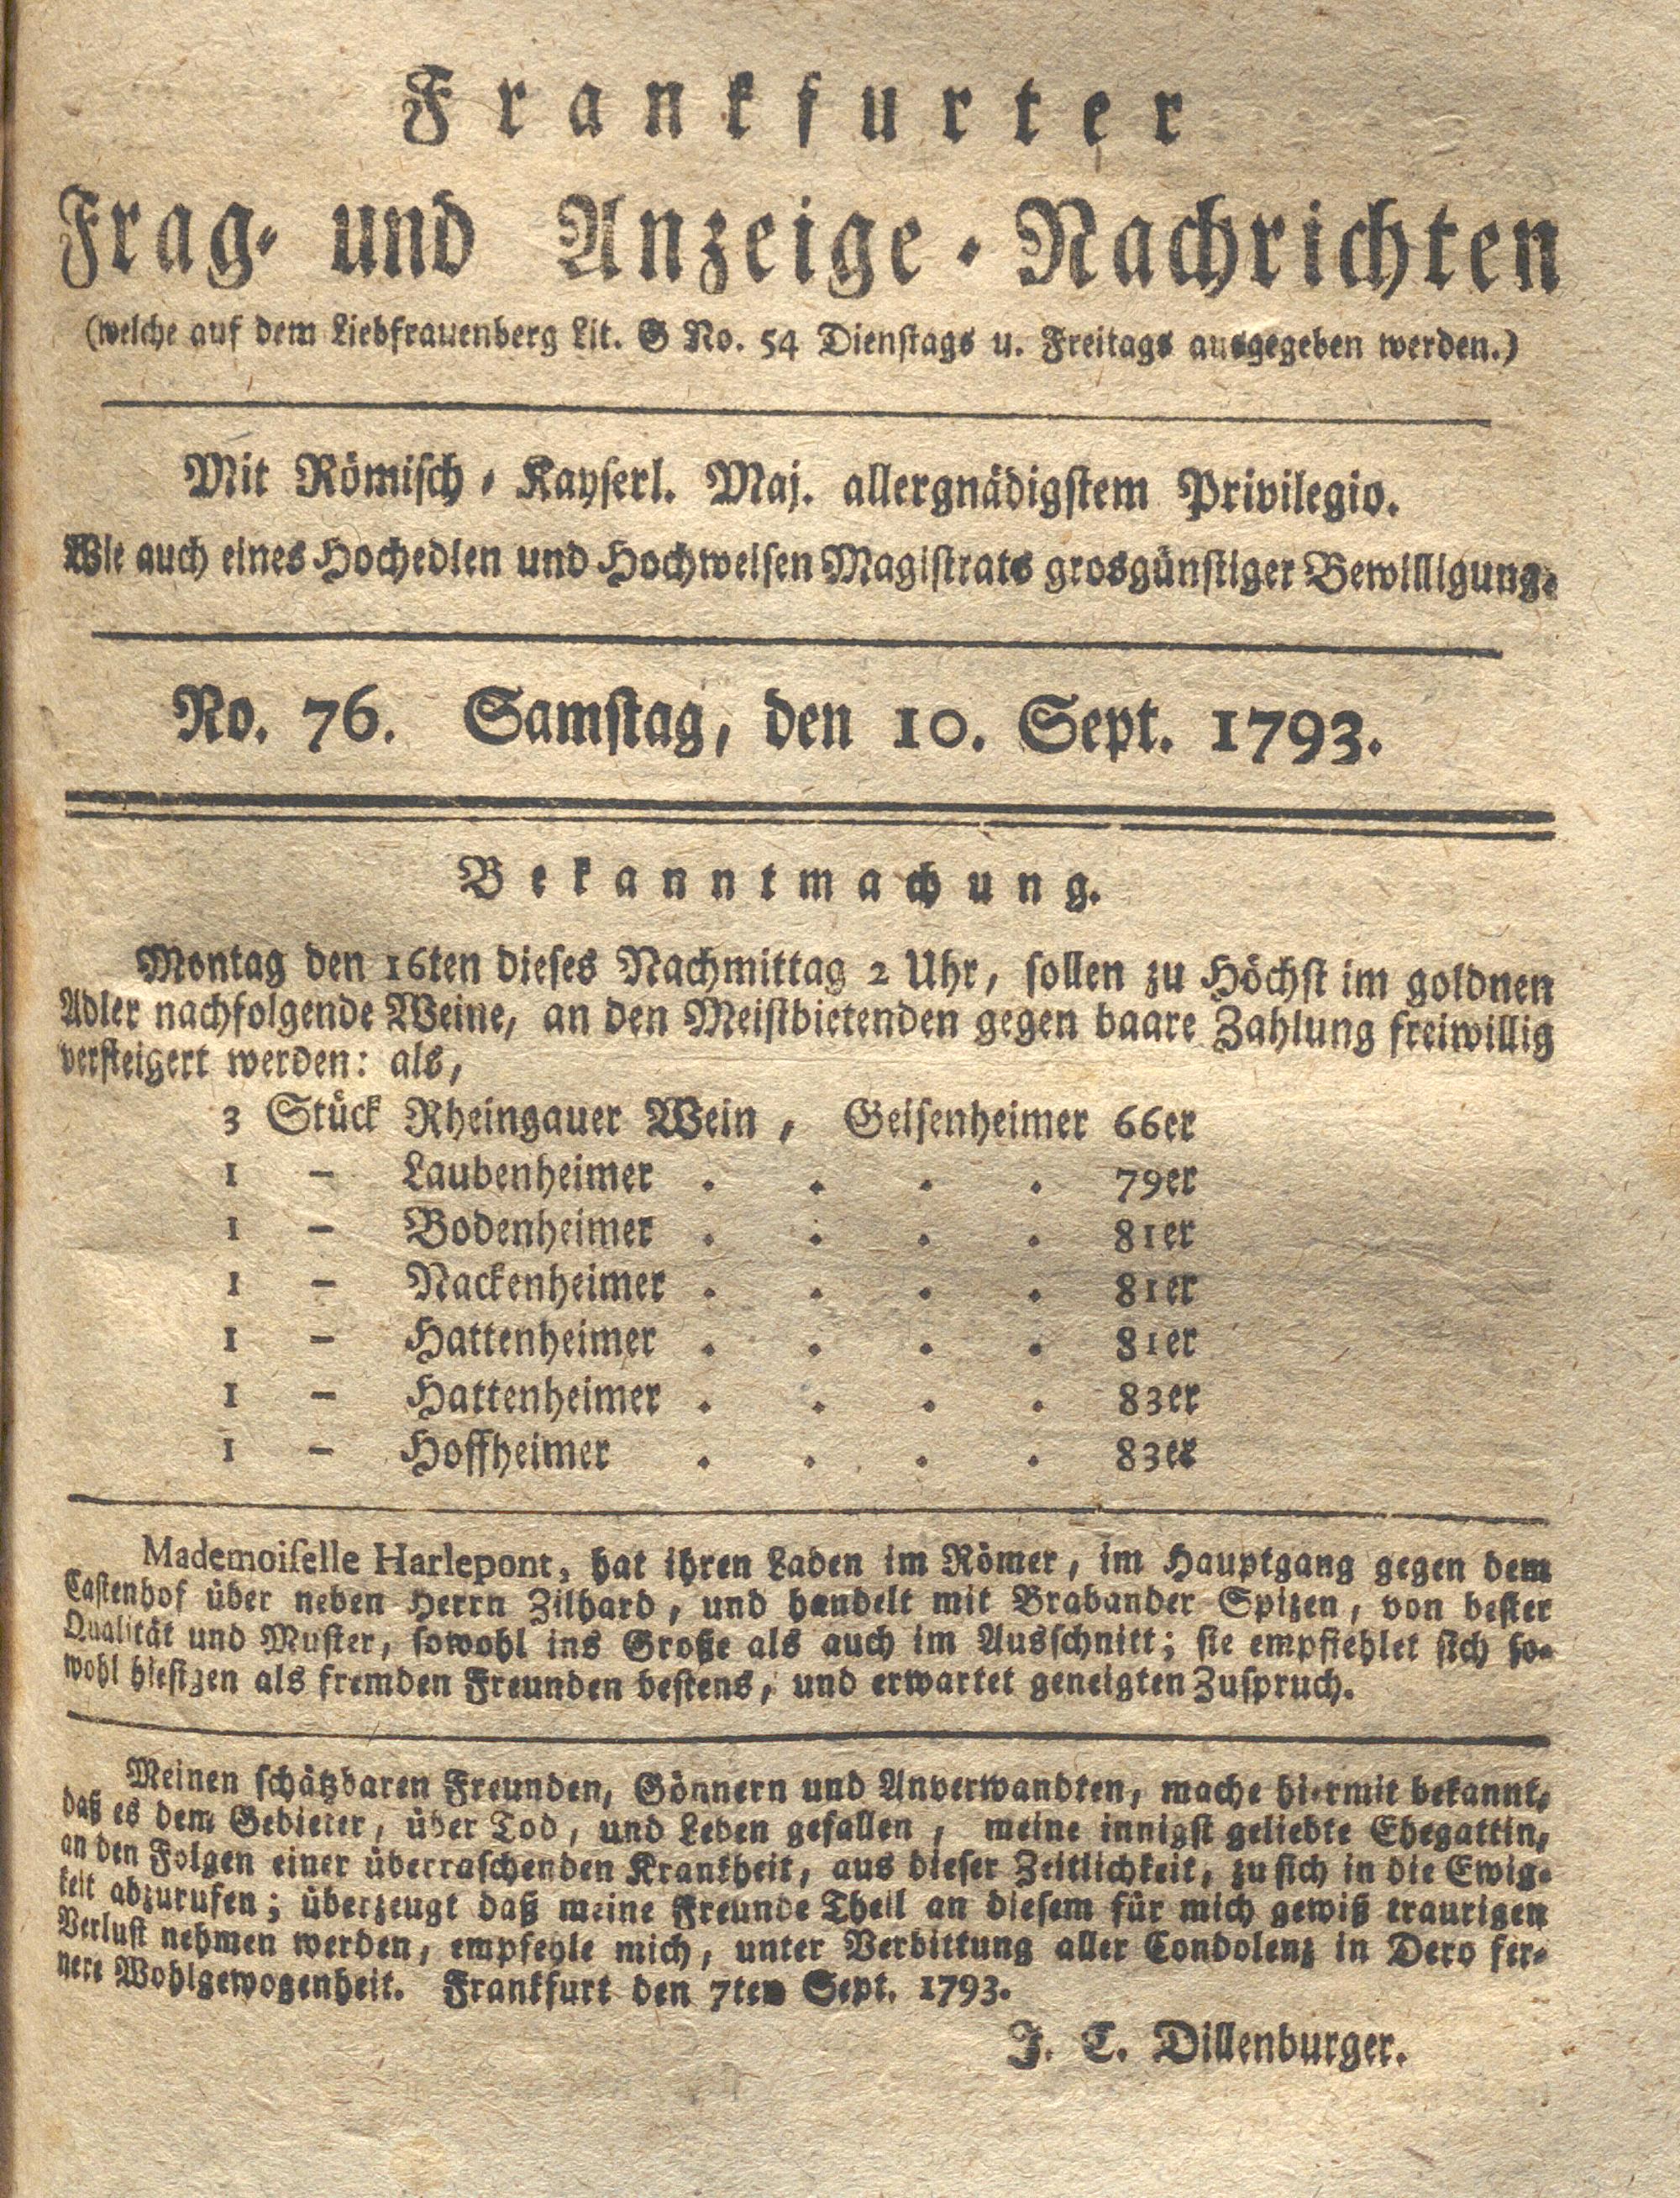 Frankfurter
Frag- und Anzeige-Nachrichten
(welche auf dem Liebfrauenberg Lit. G No. 54 Dienstags u. Freitags ausgegeben werden.)
Mit Römisch-Kayserl. Maj. allergnädigstem Privilegio.
Wie auch eines Hochedlen und Hochweisen Magistrats grosgünstiger Bewilligung.
No. 76. Samstag, den 10. Sept. 1793.
Bekanntmachung.
Montag den 16ten dieses Nachmittag 2 Uhr, sollen zu Höchst im goldnen
Adler nachfolgende Weine, an den Meistbietenden gegen baare Zahlung freiwillig
versteigert werden: als,
3 Stück Rheingauer Wein, Geisenheimer 66er
1 – Laubenheimer . . . . 79er
1 – Bodenheimer . . . . 81er
1 – Nackenheimer . . . . 81er
1 – Hattenheimer . . . . 81er
1 – Hattenheimer . . . . 83er
1 – Hoffheimer . . . . 83er
Mademoiselle Harlepont, hat ihren Laden im Römer, im Hauptgang gegen dem
Castenhof über neben Herrn Zilhard, und handelt mit Brabander Spitzen, von bester
Qualität und Muster, sowohl ins Große als auch im Ausschnitt; sie empfiehlet sich so-
wohl hiesigen als fremden Freunden bestens, und erwartet geneigten Zuspruch.
Meinen schätzbaren Freunden, Gönnern und Anverwandten, mache hiermit bekannt,
daß es dem Gebieter, über Tod, und Leben gefallen, meine innigst geliebte Ehegattin,
an den Folgen einer überraschenden Krankheit, aus dieser Zeitlichkeit, zu sich in die Ewig-
keit abzurufen; überzeugt daß meine Freunde Theil an diesem für mich gewiß traurigen
Verlust nehmen werden, empfehle mich, unter Verbittung aller Condolenz in Dero fer-
nere Wohlgewogenheit. Frankfurt den 7ten Sept. 1793.
J. C. Dillenburger.